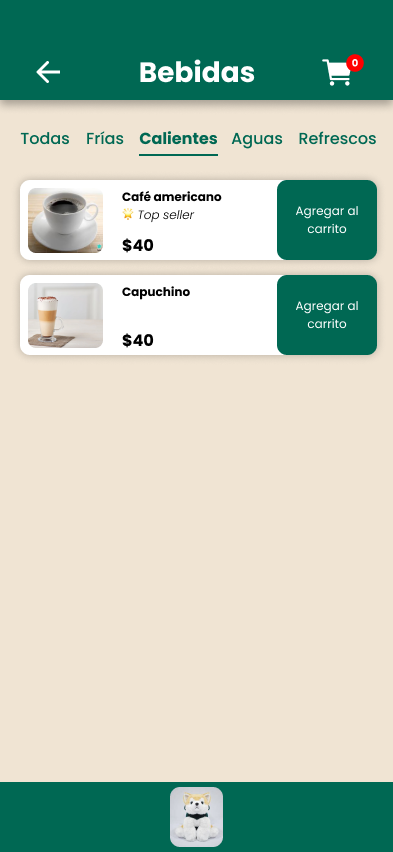 Bebidas
0
Todas Frías Calientes Aguas Refrescos
Café americano
Top seller
$40
Agregar al
carrito
Capuchino
$40
Agregar al
carrito